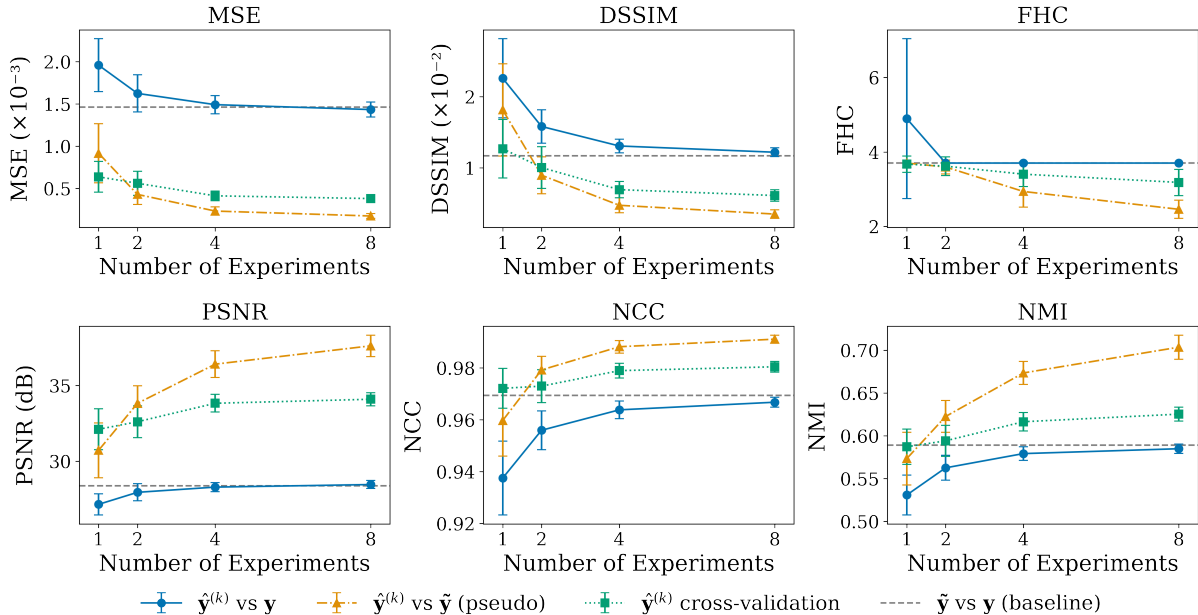 MSE
DSSIM
FHC
MSE (×10⁻³)
2.0
1.5
1.0
0.5
1
2
4
8
Number of Experiments
DSSIM (×10⁻²)
2
1
1
2
4
8
Number of Experiments
FHC
6
4
2
1
2
4
8
Number of Experiments
PSNR
NCC
NMI
PSNR (dB)
35
30
1
2
4
8
Number of Experiments
NCC
0.98
0.96
0.94
0.92
1
2
4
8
Number of Experiments
NMI
0.70
0.65
0.60
0.55
0.50
1
2
4
8
Number of Experiments
ŷ⁽ᵏ⁾ vs y
ŷ⁽ᵏ⁾ vs ỹ (pseudo)
ŷ⁽ᵏ⁾ cross-validation
ỹ vs y (baseline)